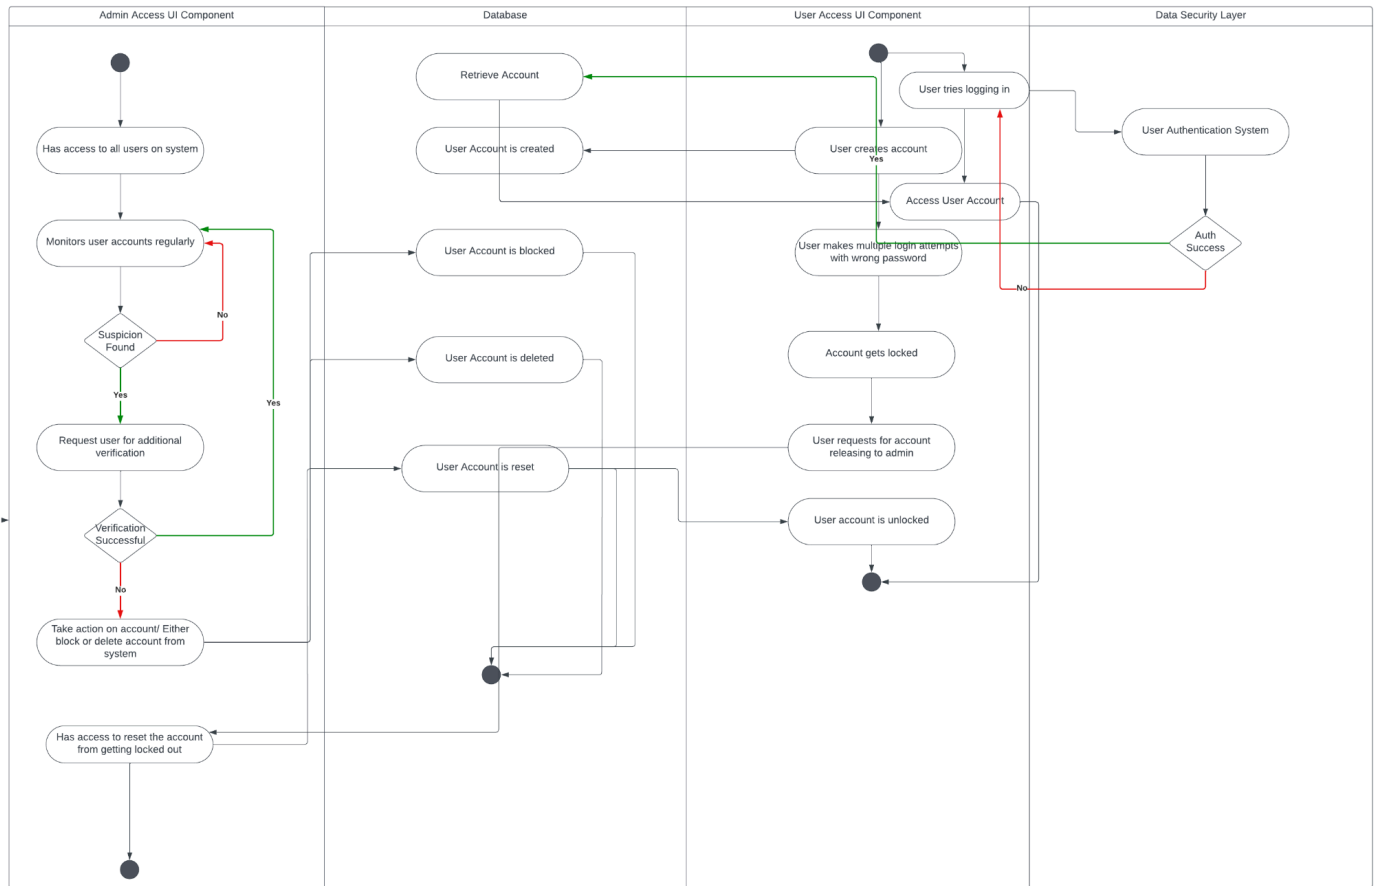 Admin Access UI Component
Database
User Access UI Component
Data Security Layer
Has access to all users on system
Monitors user accounts regularly
Suspicion
Found
No
Yes
Request user for additional
verification
Yes
Verification
Successful
No
Take action on account/ Either
block or delete account from
system
Has access to reset the account
from getting locked out
Retrieve Account
User Account is created
User Account is blocked
User Account is deleted
User Account is reset
User tries logging in
User creates account
Yes
Access User Account
User makes multiple login attempts
with wrong password
No
Account gets locked
User requests for account
releasing to admin
User account is unlocked
User Authentication System
Auth
Success